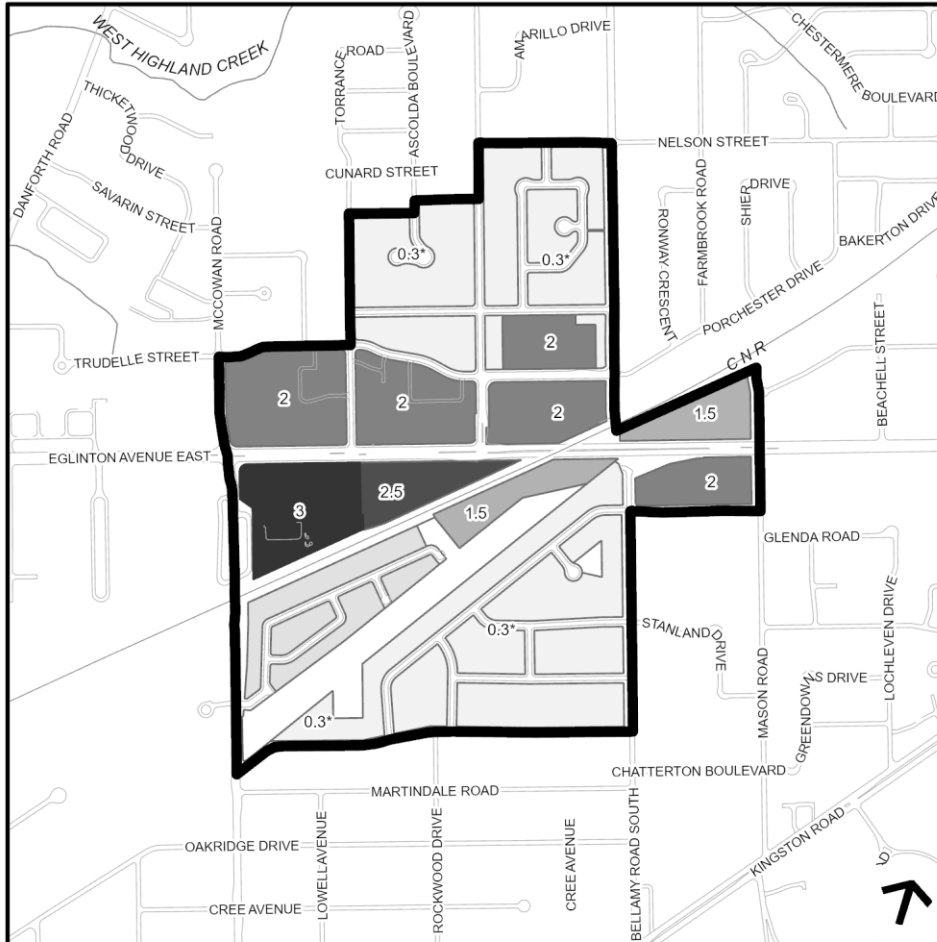 WEST HIGHLAND CREEK
TORRANCE ROAD
ASCOLDA BOULEVARD
AMARILLO DRIVE
CHESTERMERE BOULEVARD
THICKETWOOD DRIVE
DANFORTH ROAD
SAVARIN STREET
CUNARD STREET
NELSON STREET
MCCOWAN ROAD
RONWAY CRESCENT
FARMBROOK ROAD
SHIER DRIVE
BAKERTON DRIVE
0.3*
0.3*
PORCHESTER DRIVE
TRUDELLE STREET
C N R
BEACHELL STREET
2
2
2
2
1.5
EGLINTON AVENUE EAST
3
2.5
1.5
2
GLENDA ROAD
0.3*
STANLAND DRIVE
LOCHLEVEN DRIVE
MASON ROAD
GREENDOWNS DRIVE
0.3*
CHATTERTON BOULEVARD
MARTINDALE ROAD
OAKRIDGE DRIVE
LOWELL AVENUE
ROCKWOOD DRIVE
CREE AVENUE
BELLAMY ROAD SOUTH
KINGSTON ROAD
CREE AVENUE
D